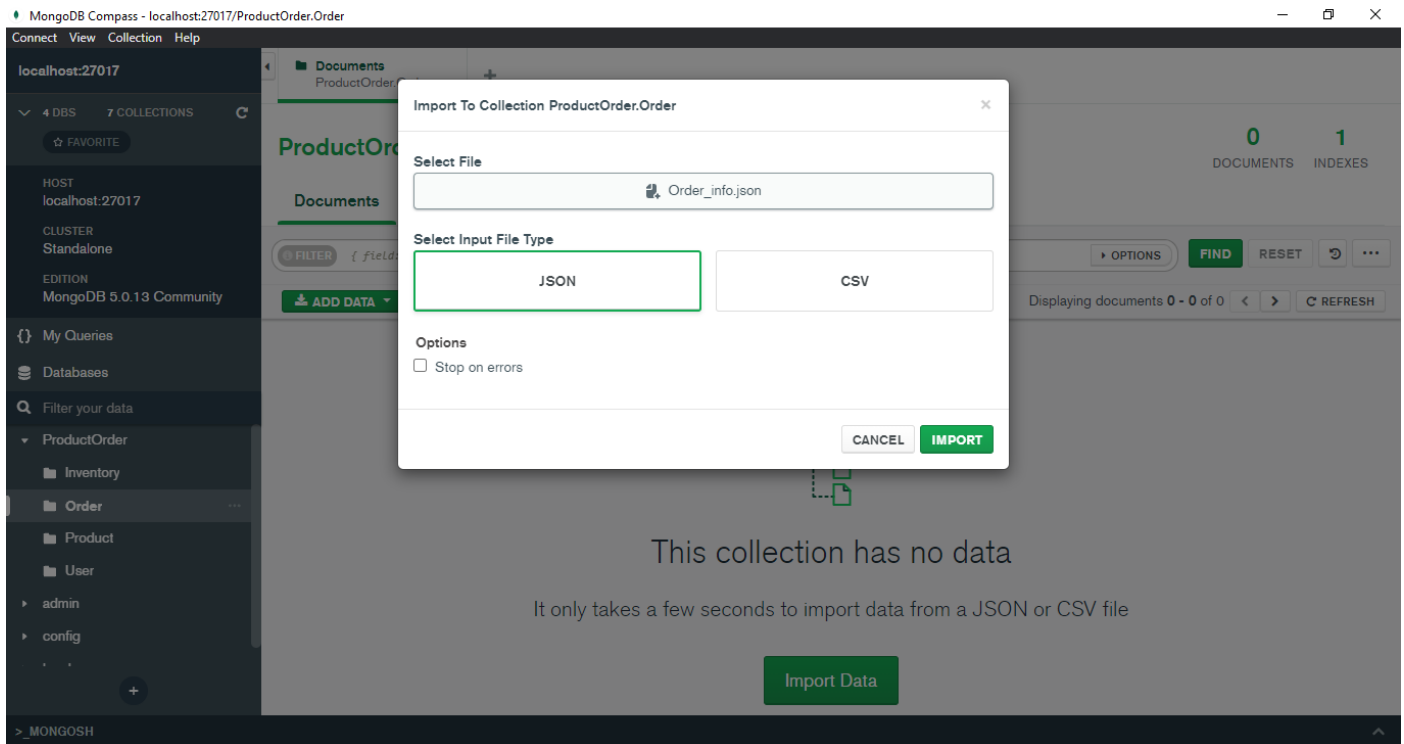 MongoDB Compass - localhost:27017/ProductOrder.Order
Connect View Collection Help
localhost:27017
4 DBS 7 COLLECTIONS
FAVORITE
HOST
localhost:27017
CLUSTER
Standalone
EDITION
MongoDB 5.0.13 Community
{} My Queries
Databases
Filter your data
ProductOrder
Inventory
Order ...
Product
User
admin
config
+
>_MONGOSH
Documents
ProductOrder.
+
ProductOr
0 DOCUMENTS
1 INDEXES
Documents
FILTER { field:
OPTIONS FIND RESET ...
ADD DATA
Displaying documents 0 - 0 of 0 < > REFRESH
Import To Collection ProductOrder.Order ×
Select File
Order_info.json
Select Input File Type
JSON CSV
Options
Stop on errors
CANCEL IMPORT
This collection has no data
It only takes a few seconds to import data from a JSON or CSV file
Import Data